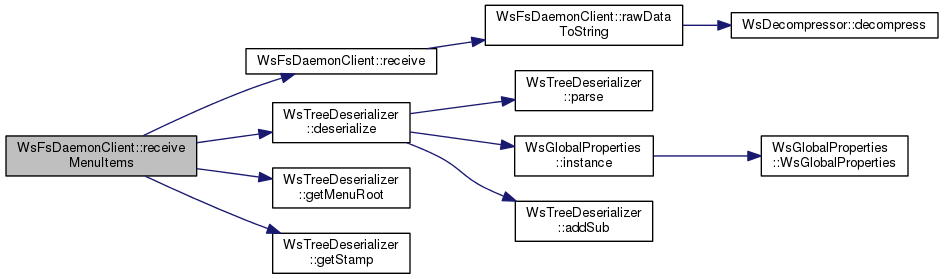 WsFsDaemonClient::receive
MenuItems
WsFsDaemonClient::receive
WsFsDaemonClient::rawData
ToString
WsDecompressor::decompress
WsTreeDeserializer
::deserialize
WsTreeDeserializer
::parse
WsGlobalProperties
::instance
WsGlobalProperties
::WsGlobalProperties
WsTreeDeserializer
::addSub
WsTreeDeserializer
::getMenuRoot
WsTreeDeserializer
::getStamp